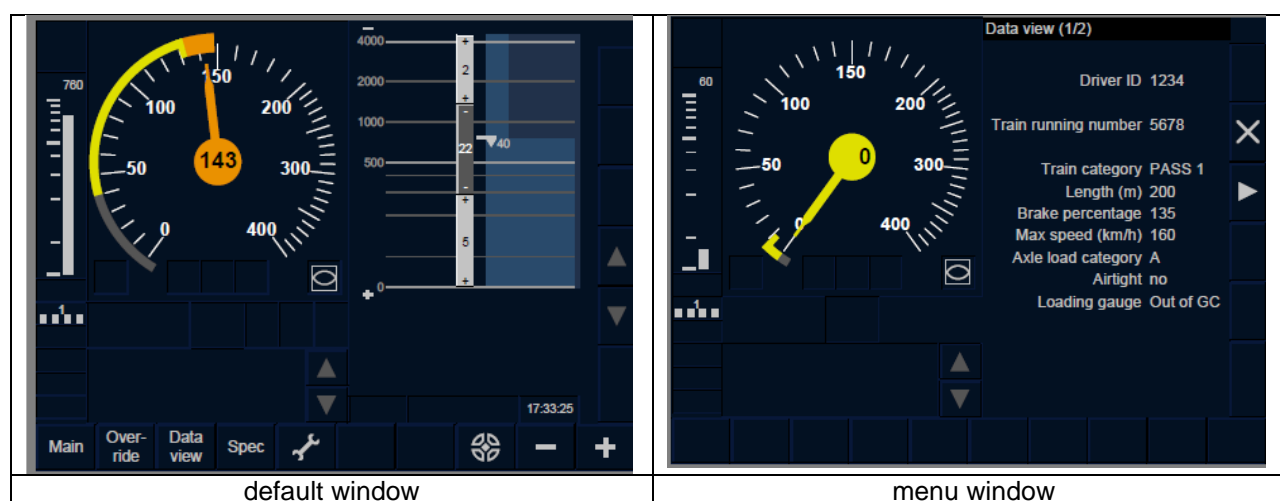 760
50
100
150
200
300
400
0
143
4000
2000
1000
500
0
+
2
+
-
22
-
+
5
+
40
1
17:33:25
Main
Over-
ride
Data
view
Spec
default window
Data view (1/2)
60
0
50
100
150
200
300
400
0
1
Driver ID 1234
Train running number 5678
Train category PASS 1
Length (m) 200
Brake percentage 135
Max speed (km/h) 160
Axle load category A
Airtight no
Loading gauge Out of GC
menu window